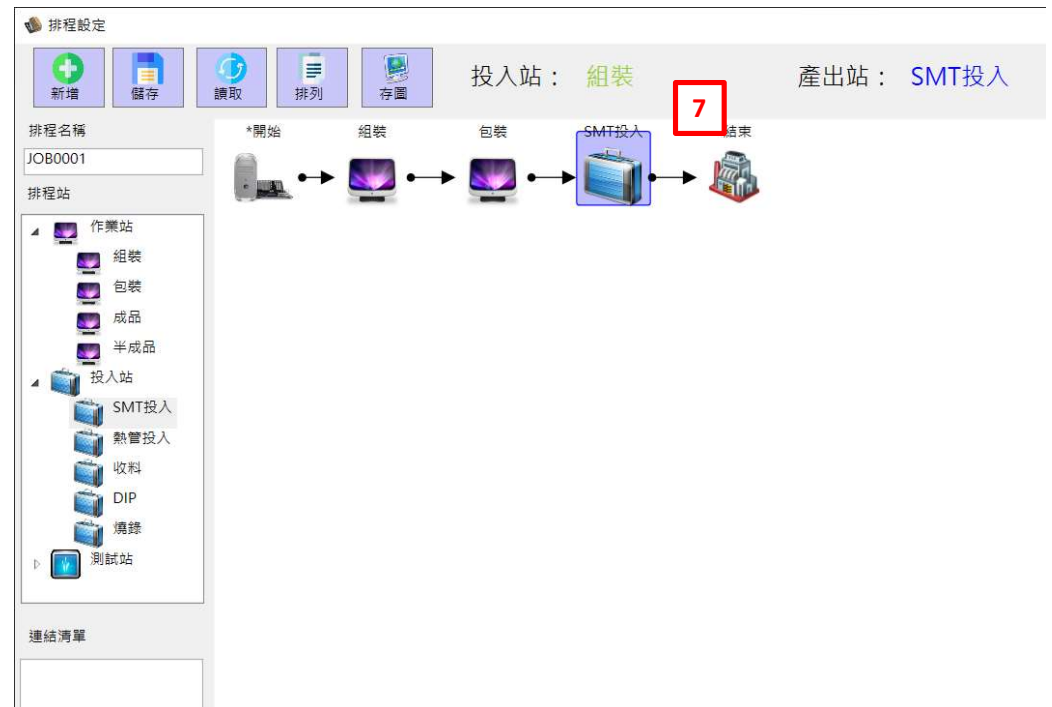 排程設定
新增 儲存 讀取 排列 存圖 投入站： 組裝 產出站： SMT投入
7
排程名稱
*開始 組裝 包裝 SMT投入 結束
JOB0001
排程站
作業站
組裝
包裝
成品
半成品
投入站
SMT投入
熱管投入
收料
DIP
燒錄
測試站
連結清單